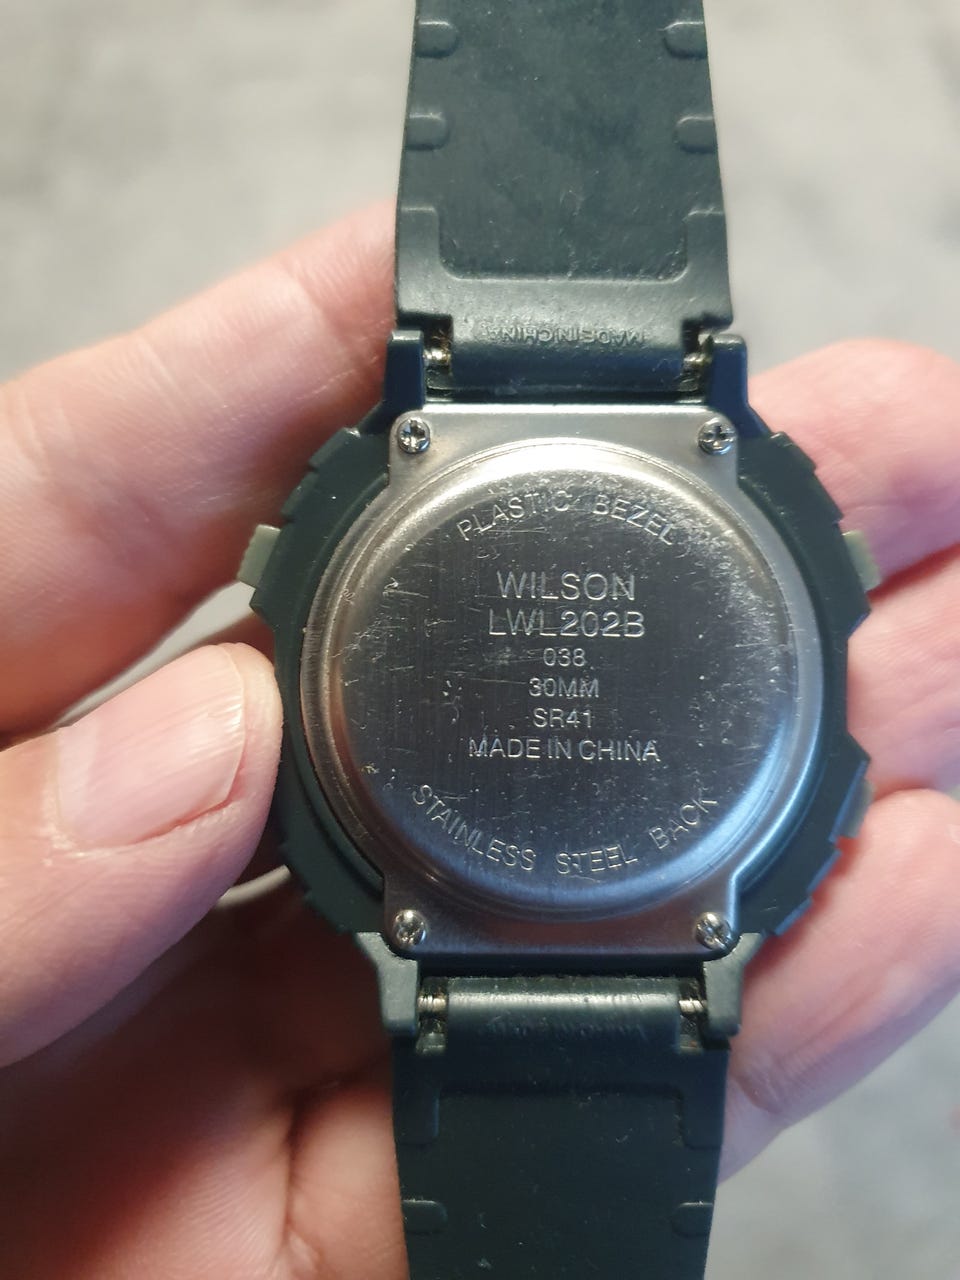 MADE IN CHINA
PLASTIC BEZEL
WILSON
LWL202B
038
30MM
SR41
MADE IN CHINA
STAINLESS STEEL BACK